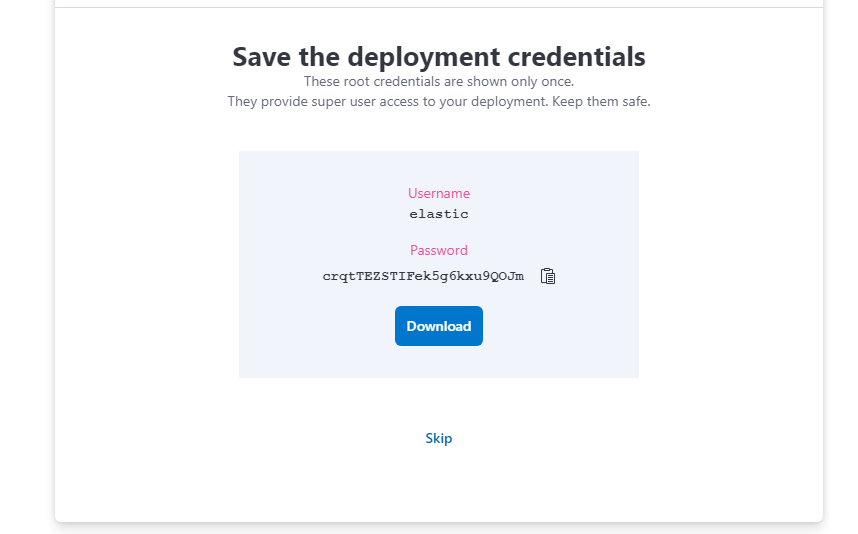 Save the deployment credentials
These root credentials are shown only once.
They provide super user access to your deployment. Keep them safe.
Username
elastic
Password
crqtTEZSTIFek5g6kxu9QOJm
Download
Skip